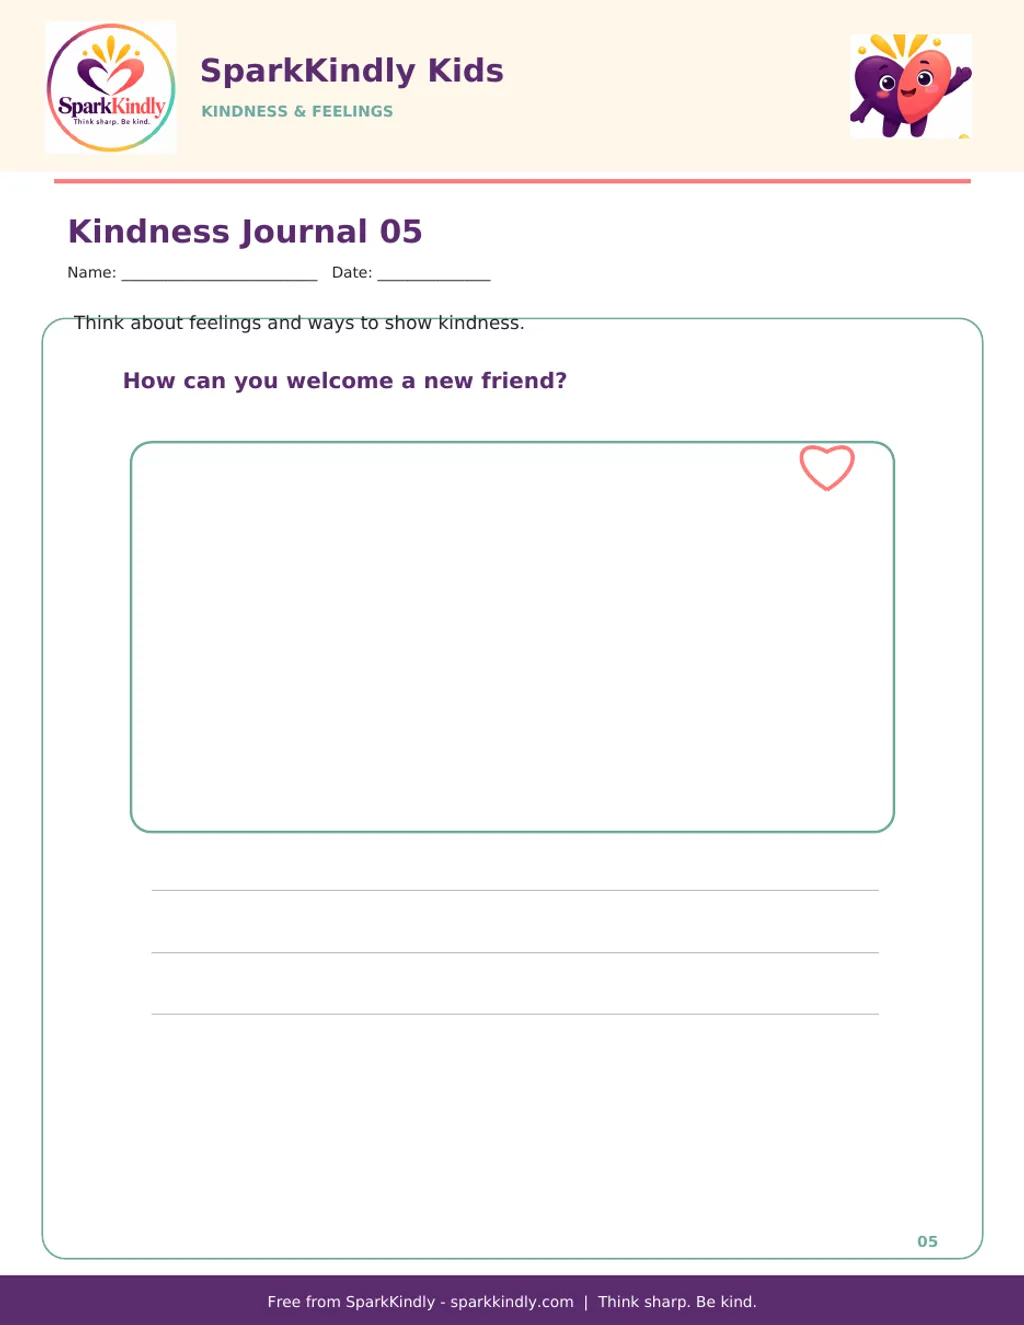 SparkKindly
Think sharp. Be kind.
SparkKindly Kids
KINDNESS & FEELINGS
Kindness Journal 05
Name: __________________________ Date: _______________
Think about feelings and ways to show kindness.
How can you welcome a new friend?
05
Free from SparkKindly - sparkkindly.com | Think sharp. Be kind.